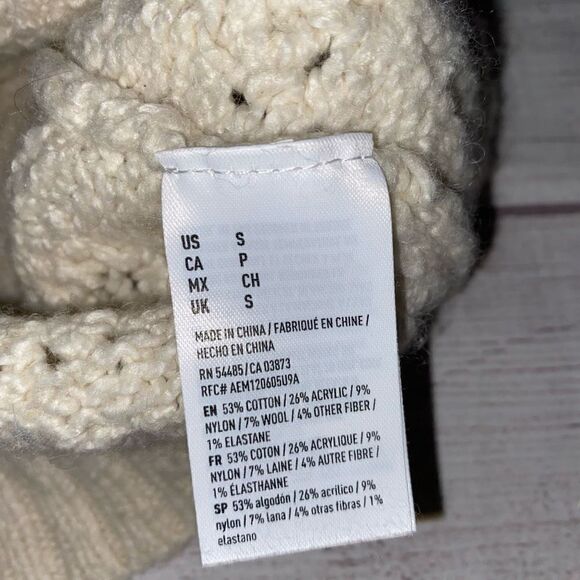 US S
CA P
MX CH
UK S
MADE IN CHINA / FABRIQUÉ EN CHINE /
HECHO EN CHINA
RN 54485/CA 03873
RFC# AEM120605U9A
EN 53% COTTON / 26% ACRYLIC / 9%
NYLON / 7% WOOL / 4% OTHER FIBER /
1% ELASTANE
FR 53% COTON / 26% ACRYLIQUE / 9%
NYLON / 7% LAINE / 4% AUTRE FIBRE /
1% ÉLASTHANNE
SP 53% algodón / 26% acrílico / 9%
nylon / 7% lana / 4% otras fibras / 1%
elastano